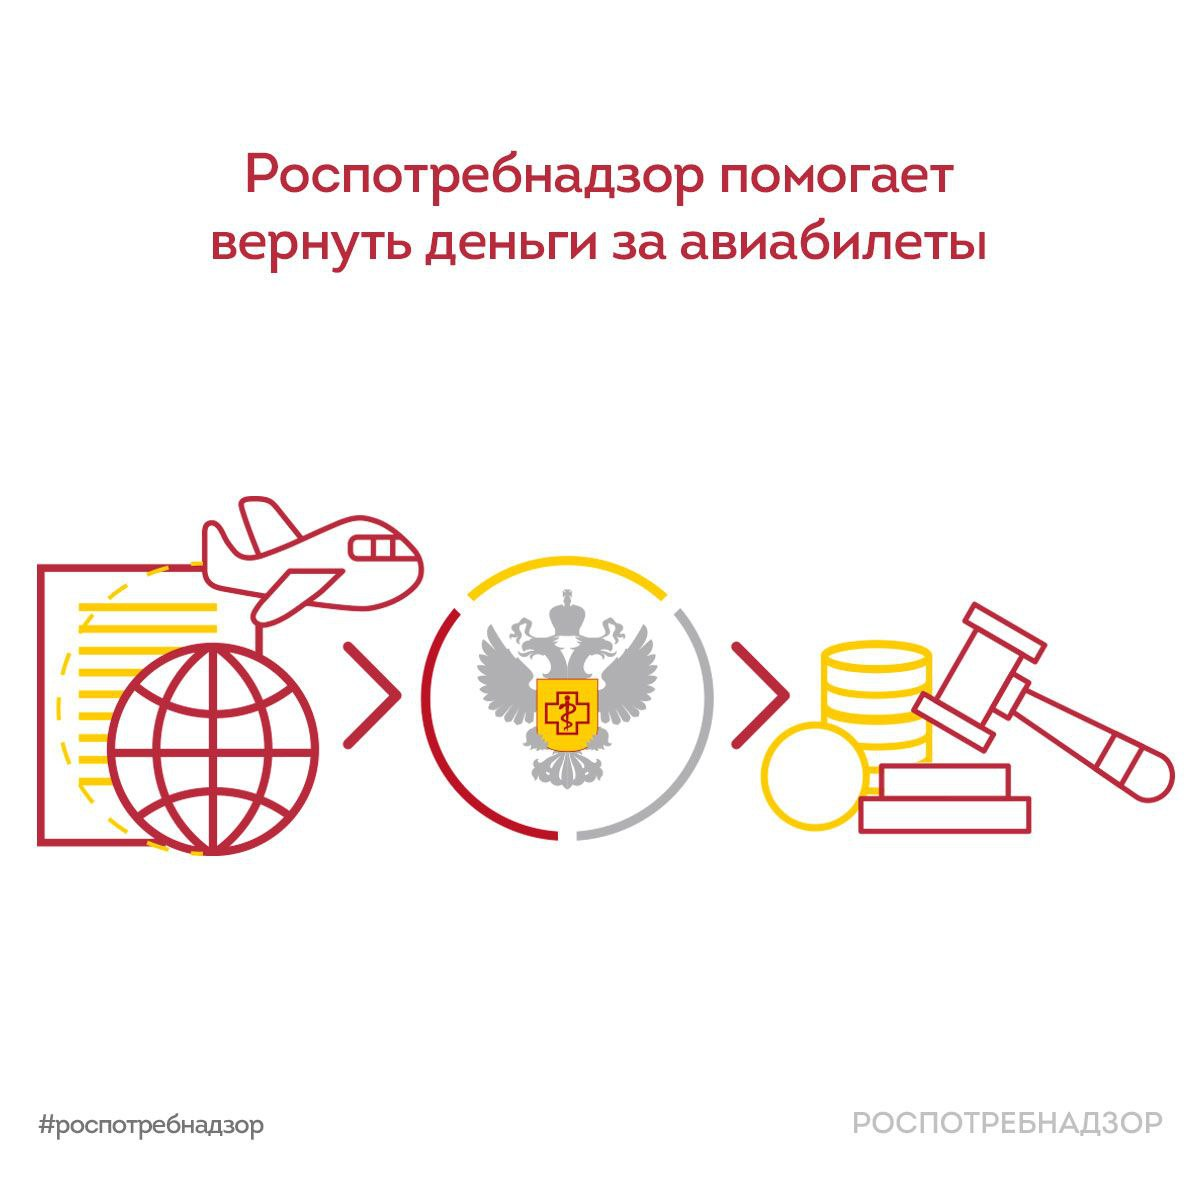 Роспотребнадзор помогает
вернуть деньги за авиабилеты
#роспотребнадзор
РОСПОТРЕБНАДЗОР